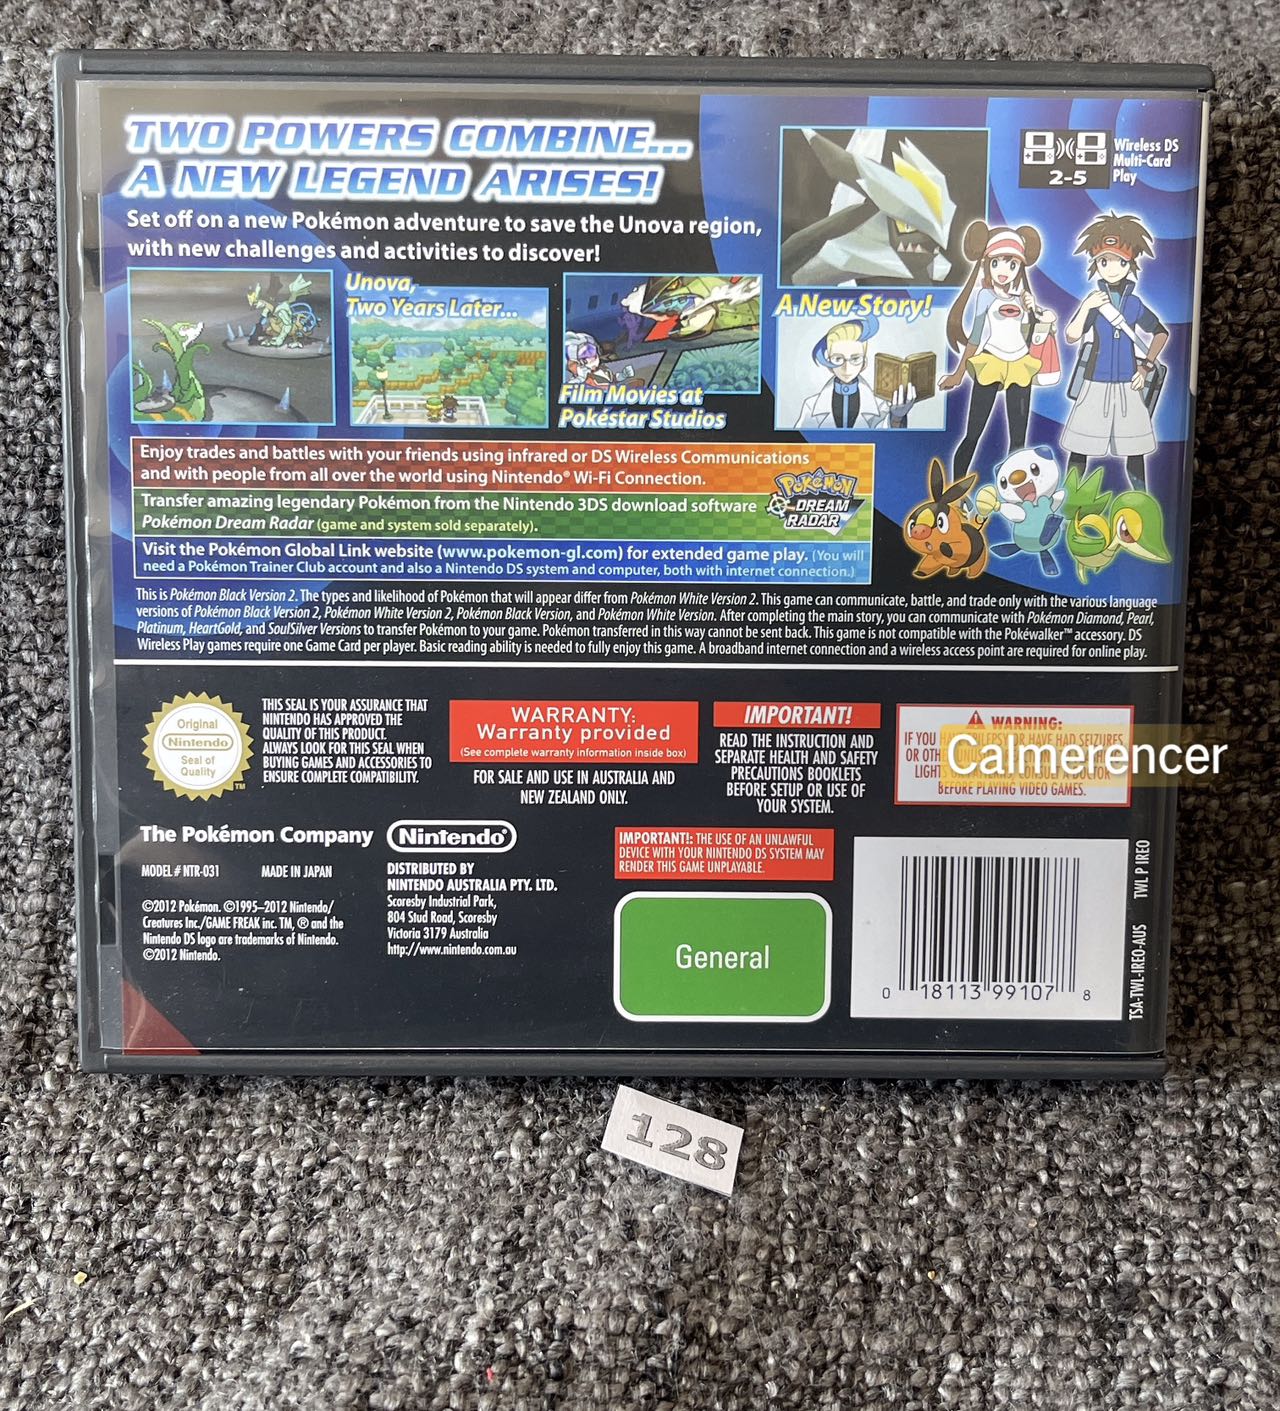 TWO POWERS COMBINE...
A NEW LEGEND ARISES!
Set off on a new Pokémon adventure to save the Unova region,
with new challenges and activities to discover!
Wireless DS
Multi-Card
Play
2-5
Unova,
Two Years Later...
Film Movies at
Pokéstar Studios
A New Story!
Enjoy trades and battles with your friends using infrared or DS Wireless Communications
and with people from all over the world using Nintendo® Wi-Fi Connection.
Transfer amazing legendary Pokémon from the Nintendo 3DS download software
Pokémon Dream Radar (game and system sold separately).
POKéMON
DREAM
RADAR
Visit the Pokémon Global Link website (www.pokemon-gl.com) for extended game play. (You will
need a Pokémon Trainer Club account and also a Nintendo DS system and computer, both with internet connection.)
This is Pokémon Black Version 2. The types and likelihood of Pokémon that will appear differ from Pokémon White Version 2. This game can communicate, battle, and trade only with the various language
versions of Pokémon Black Version 2, Pokémon White Version 2, Pokémon Black Version, and Pokémon White Version. After completing the main story, you can communicate with Pokémon Diamond, Pearl,
Platinum, HeartGold, and SoulSilver Versions to transfer Pokémon to your game. Pokémon transferred in this way cannot be sent back. This game is not compatible with the Pokéwalker™ accessory. DS
Wireless Play games require one Game Card per player. Basic reading ability is needed to fully enjoy this game. A broadband internet connection and a wireless access point are required for online play.
Original
Nintendo
Seal of
Quality
TM
THIS SEAL IS YOUR ASSURANCE THAT
NINTENDO HAS APPROVED THE
QUALITY OF THIS PRODUCT.
ALWAYS LOOK FOR THIS SEAL WHEN
BUYING GAMES AND ACCESSORIES TO
ENSURE COMPLETE COMPATIBILITY.
WARRANTY:
Warranty provided
(See complete warranty information inside box)
FOR SALE AND USE IN AUSTRALIA AND
NEW ZEALAND ONLY.
IMPORTANT!
READ THE INSTRUCTION AND
SEPARATE HEALTH AND SAFETY
PRECAUTIONS BOOKLETS
BEFORE SETUP OR USE OF
YOUR SYSTEM.
WARNING:
IF YOU HAVE EPILEPSY OR HAVE HAD SEIZURES
OR OTH
LIGHT CONSULT A DOCTOR
BEFORE PLAYING VIDEO GAMES.
Calmerencer
The Pokémon Company
Nintendo®
MODEL # NTR-031 MADE IN JAPAN
©2012 Pokémon. ©1995–2012 Nintendo/
Creatures Inc./GAME FREAK inc. TM, ® and the
Nintendo DS logo are trademarks of Nintendo.
©2012 Nintendo.
DISTRIBUTED BY
NINTENDO AUSTRALIA PTY. LTD.
Scoresby Industrial Park,
804 Stud Road, Scoresby
Victoria 3179 Australia
http://www.nintendo.com.au
IMPORTANT!: THE USE OF AN UNLAWFUL
DEVICE WITH YOUR NINTENDO DS SYSTEM MAY
RENDER THIS GAME UNPLAYABLE.
General
0 18113 99107 8
TSA-TWL-IREO-AUS TWL P IREO
128